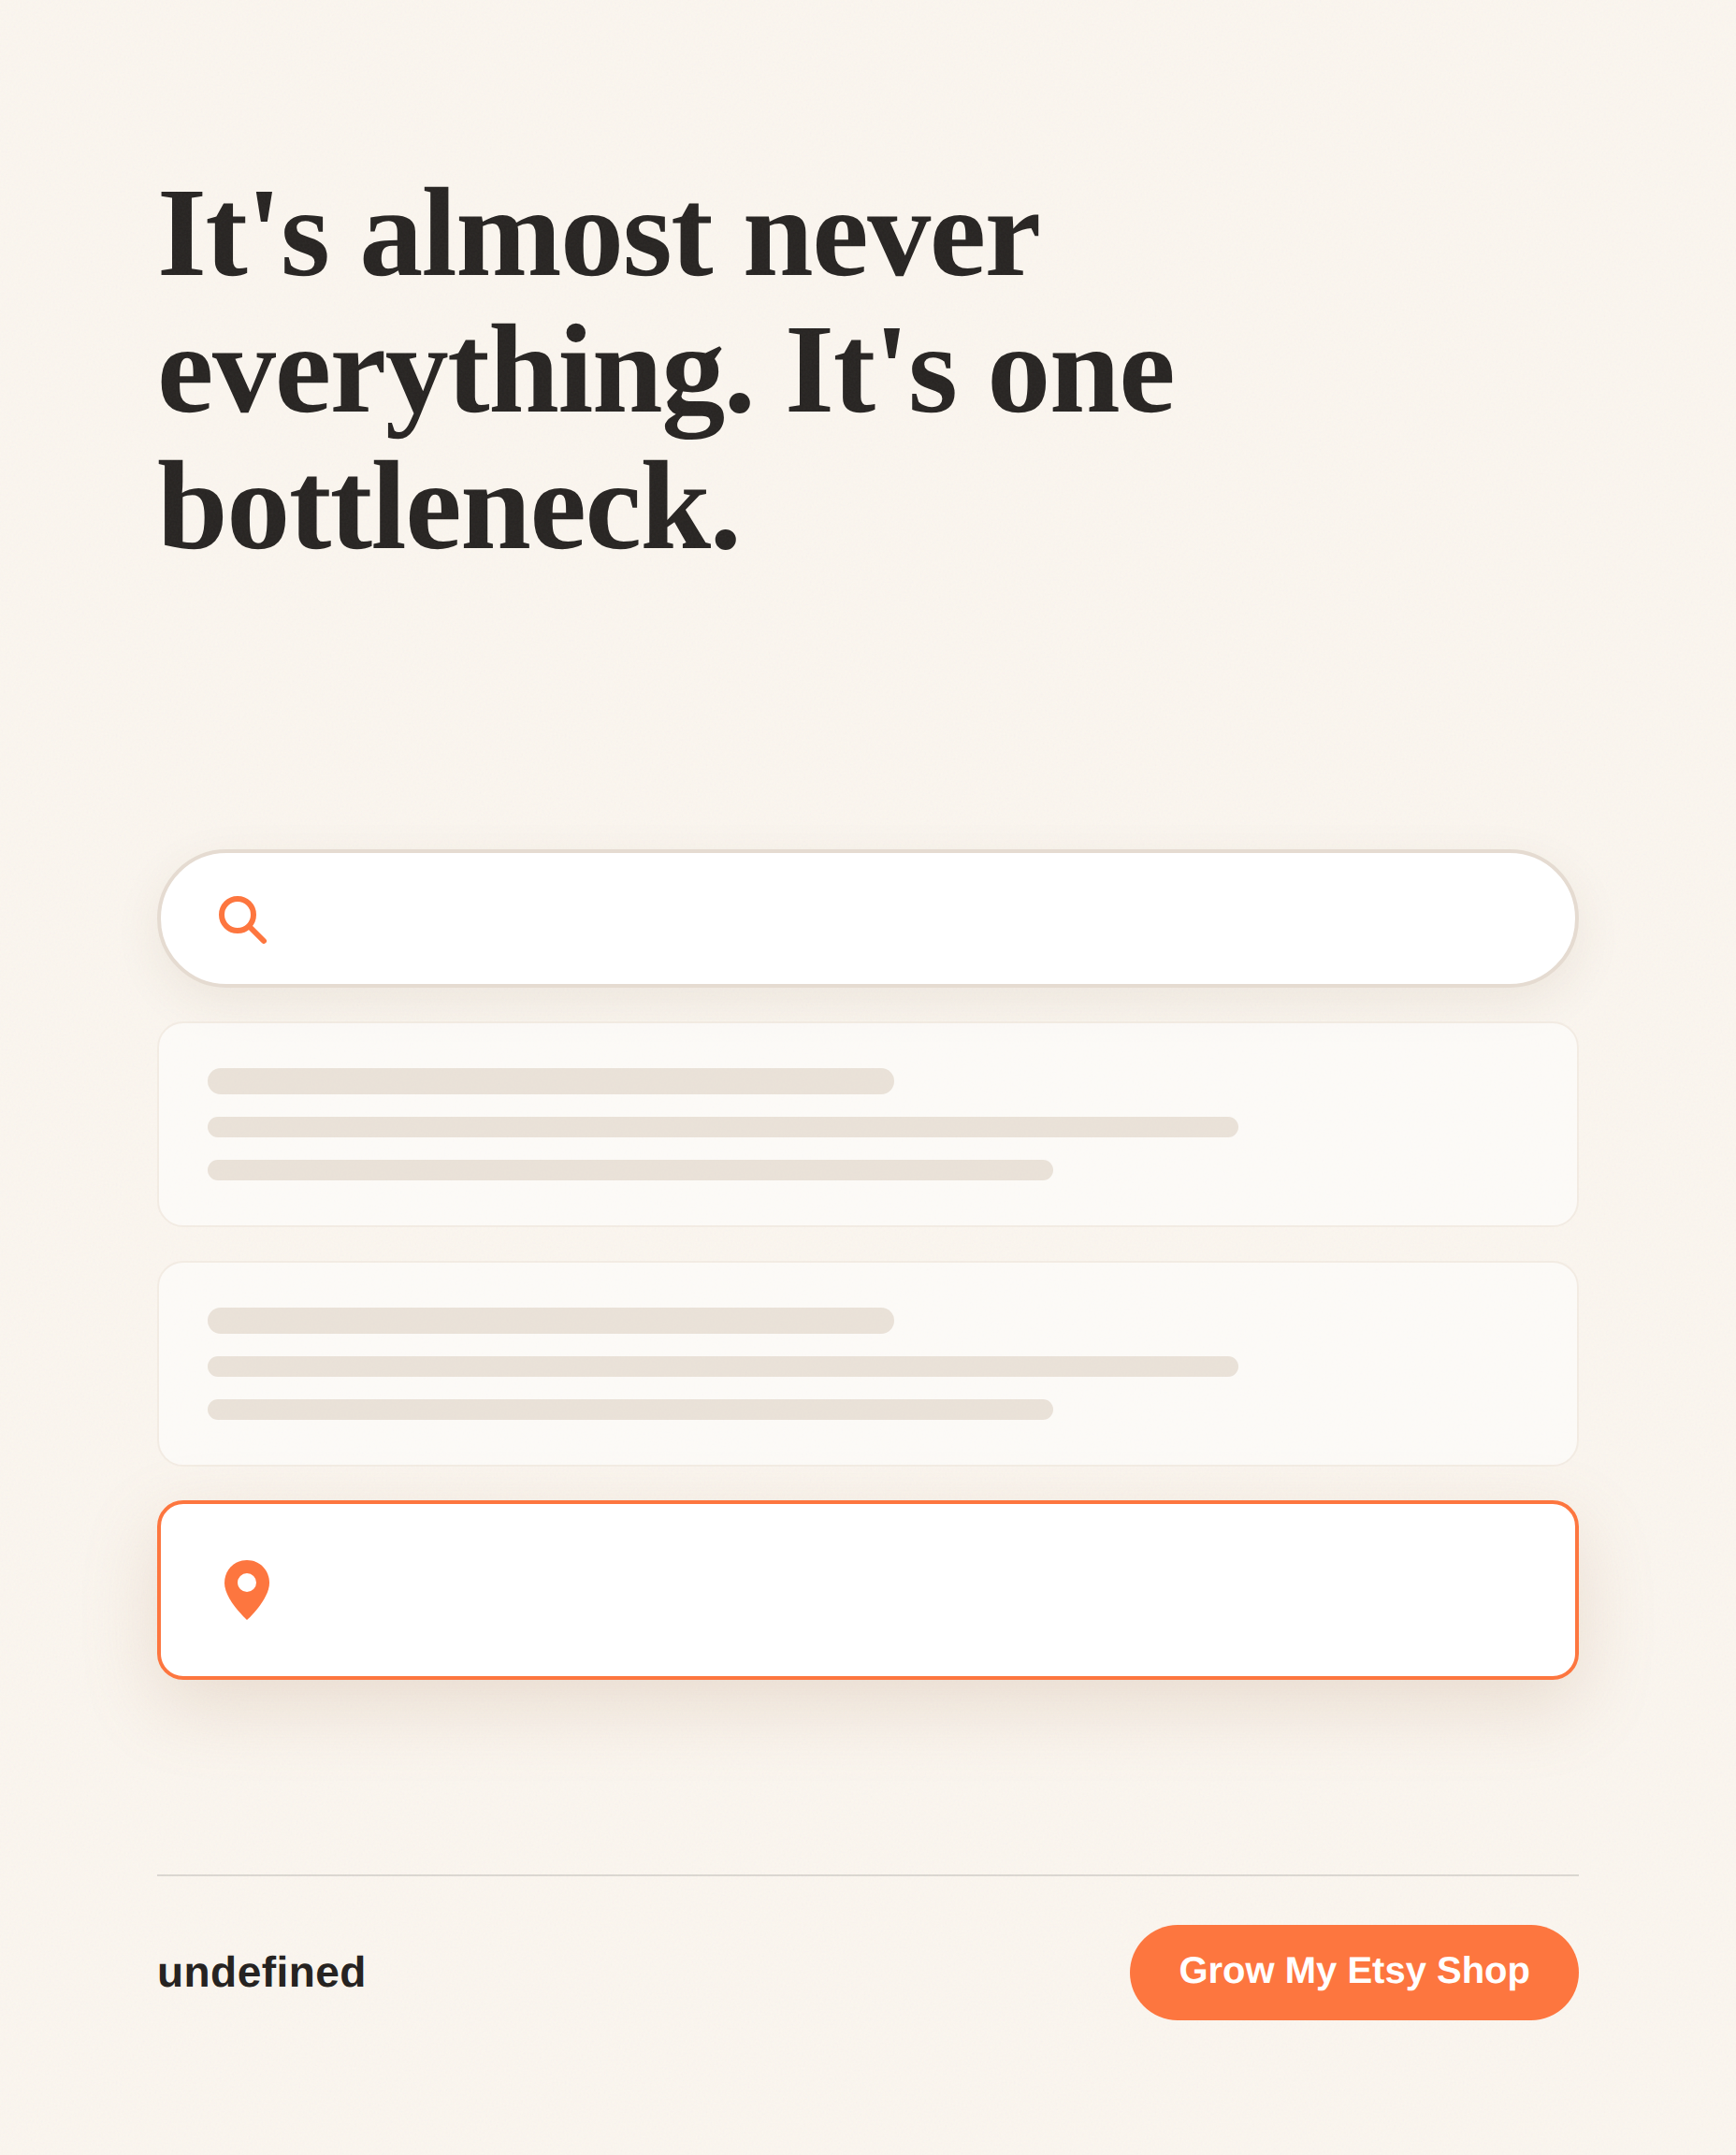 It's almost never
everything. It's one
bottleneck.
undefined
Grow My Etsy Shop